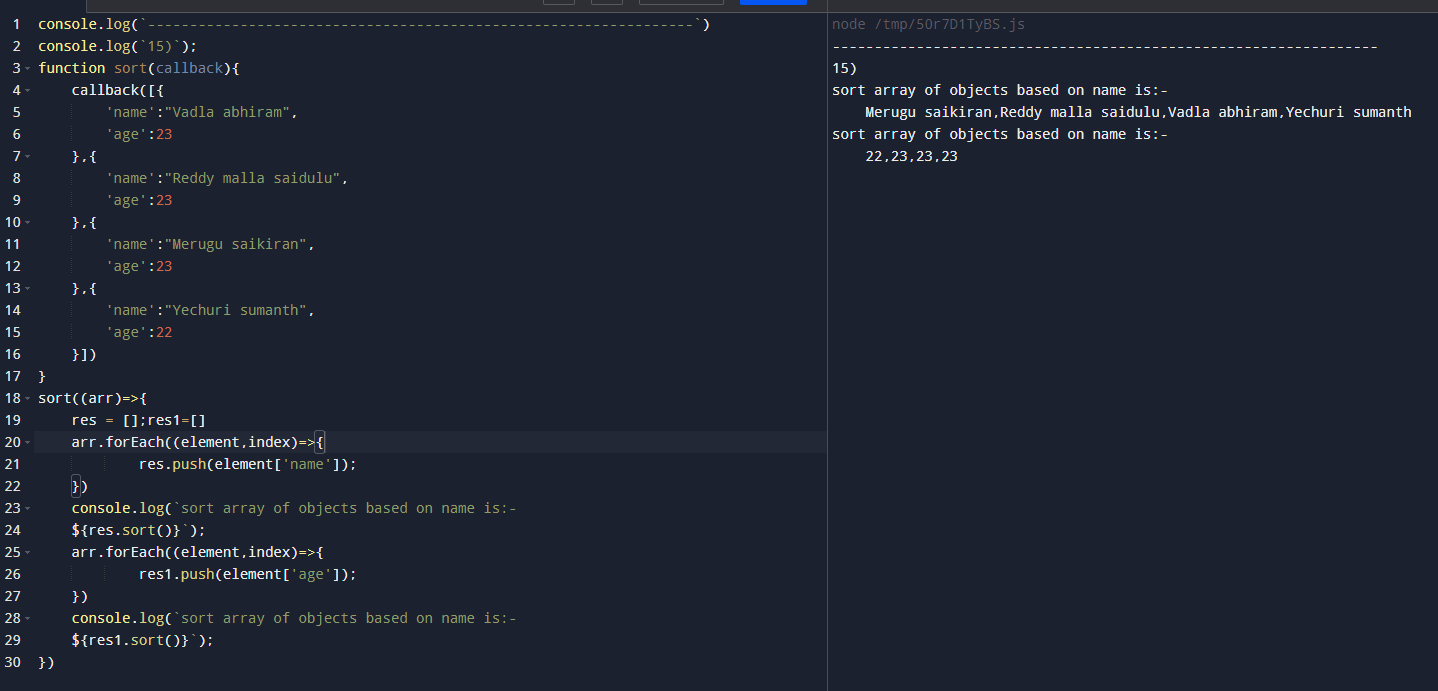 1 console.log(`-----------------------------------------------------------------`)
2 console.log(`15)`);
3 function sort(callback){
4     callback([{
5         'name':"Vadla abhiram",
6         'age':23
7     },{
8         'name':"Reddy malla saidulu",
9         'age':23
10     },{
11         'name':"Merugu saikiran",
12         'age':23
13     },{
14         'name':"Yechuri sumanth",
15         'age':22
16     }])
17 }
18 sort((arr)=>{
19     res = [];res1=[]
20     arr.forEach((element,index)=>{
21             res.push(element['name']);
22     })
23     console.log(`sort array of objects based on name is:-
24     ${res.sort()}`);
25     arr.forEach((element,index)=>{
26             res1.push(element['age']);
27     })
28     console.log(`sort array of objects based on name is:-
29     ${res1.sort()}`);
30 })
node /tmp/50r7D1TyBS.js
-----------------------------------------------------------------
15)
sort array of objects based on name is:-
    Merugu saikiran,Reddy malla saidulu,Vadla abhiram,Yechuri sumanth
sort array of objects based on name is:-
    22,23,23,23